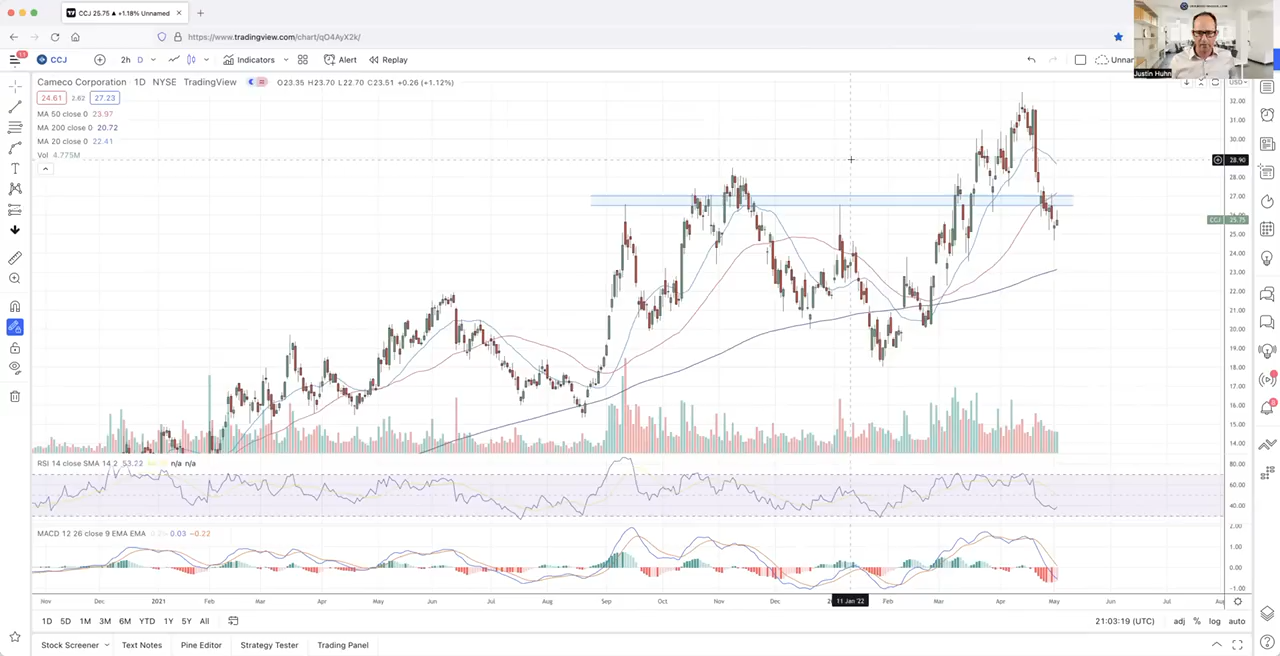 CCJ 25.75 ▲ +1.18% Unnamed
https://www.tradingview.com/chart/qO4AyX2k/
11 CCJ 2h D Indicators Alert Replay Unnar
Justin Huhn
Cameco Corporation 1D NYSE TradingView O23.35 H23.70 L22.70 C23.51 +0.26 (+1.12%)
USD
24.61 2.62 27.23
MA 50 close 0 23.97
MA 200 close 0 20.72
MA 20 close 0 22.41
Vol 4.775M
32.00
31.00
30.00
28.90
28.00
27.00
CCJ 25.75
25.00
24.00
23.00
22.00
21.00
20.00
19.00
18.00
17.00
16.00
15.00
14.00
RSI 14 close SMA 14 2 53.22 n/a n/a
80.00
60.00
40.00
MACD 12 26 close 9 EMA EMA 0.03 −0.22
2.00
1.00
0.00
-1.00
Nov Dec 2021 Feb Mar Apr May Jun Jul Aug Sep Oct Nov Dec 11 Jan '22 Feb Mar Apr May Jun Jul
1D 5D 1M 3M 6M YTD 1Y 5Y All 21:03:19 (UTC) adj % log auto
Stock Screener Text Notes Pine Editor Strategy Tester Trading Panel